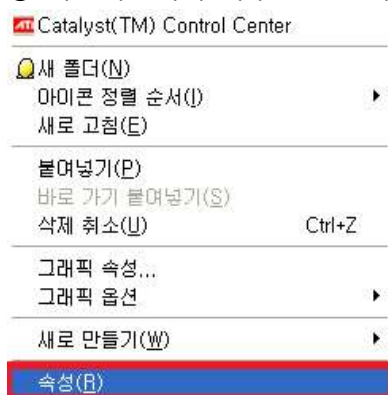 Catalyst(TM) Control Center
새 폴더(N)
아이콘 정렬 순서(I)
새로 고침(E)
붙여넣기(P)
바로 가기 붙여넣기(S)
삭제 취소(U) Ctrl+Z
그래픽 속성...
그래픽 옵션
새로 만들기(W)
속성(R)